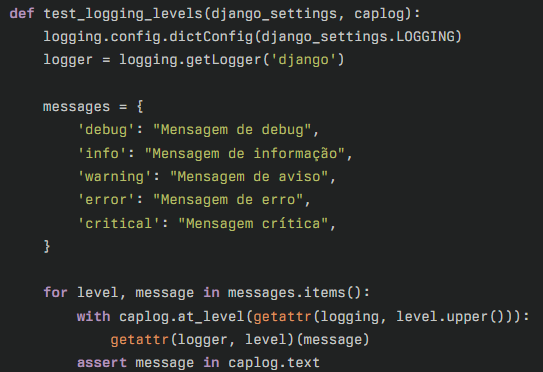 def test_logging_levels(django_settings, caplog):
    logging.config.dictConfig(django_settings.LOGGING)
    logger = logging.getLogger('django')

    messages = {
        'debug': "Mensagem de debug",
        'info': "Mensagem de informação",
        'warning': "Mensagem de aviso",
        'error': "Mensagem de erro",
        'critical': "Mensagem crítica",
    }

    for level, message in messages.items():
        with caplog.at_level(getattr(logging, level.upper())):
            getattr(logger, level)(message)
        assert message in caplog.text